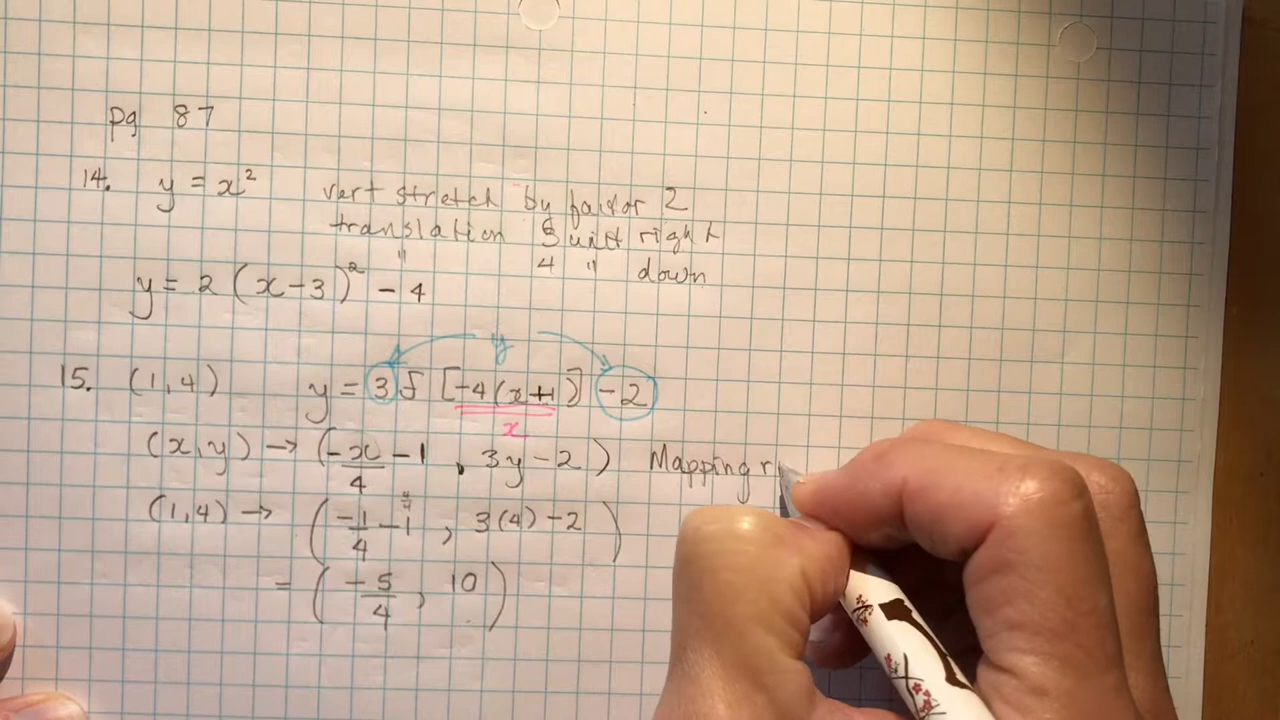 pg 87
14. y = x² vert stretch by factor 2
translation 3 unit right
" 4 " down
y = 2 (x-3)² - 4
y
15. (1,4) y = 3f [-4(x+1)] -2
x
(x,y) → (-x/4 - 1, 3y-2) Mapping r
(1,4) → (-1/4 - 1, 3(4)-2)
= (-5/4, 10)